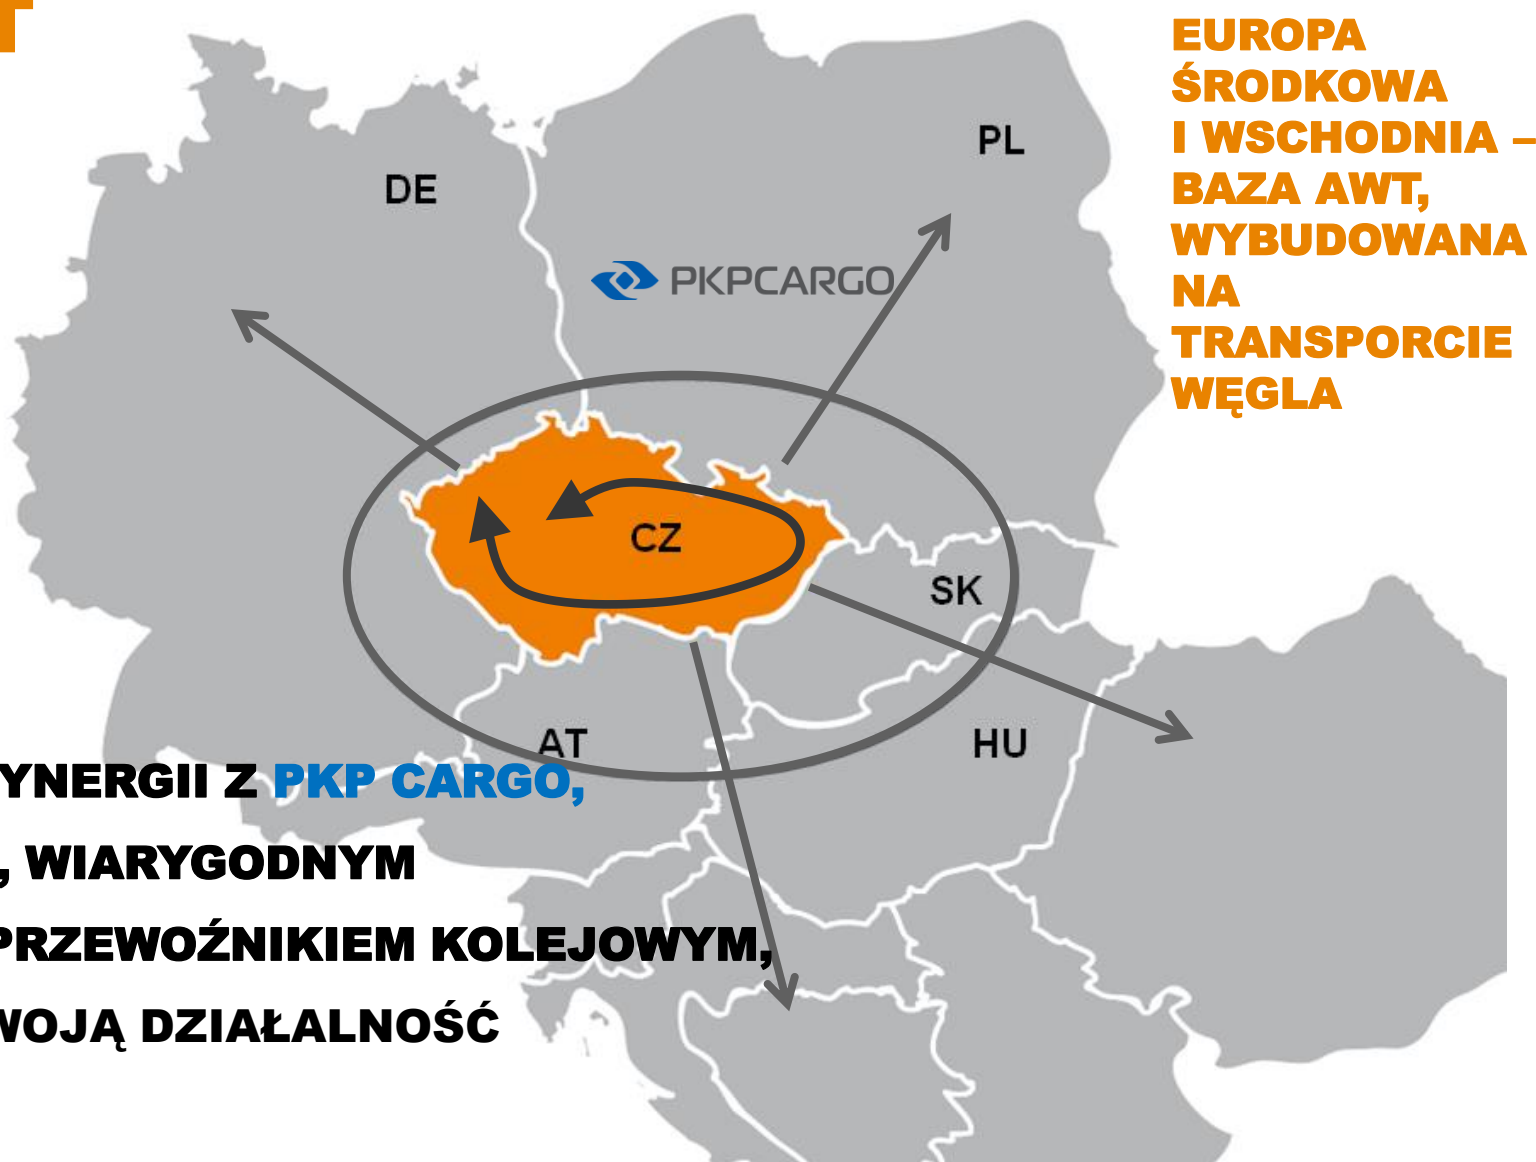 EUROPA
ŚRODKOWA
I WSCHODNIA –
BAZA AWT,
WYBUDOWANA
NA
TRANSPORCIE
WĘGLA
PL
DE
PKPCARGO
CZ
SK
AT
HU
YNERGII Z PKP CARGO,
, WIARYGODNYM
PRZEWOŹNIKIEM KOLEJOWYM,
WOJĄ DZIAŁALNOŚĆ